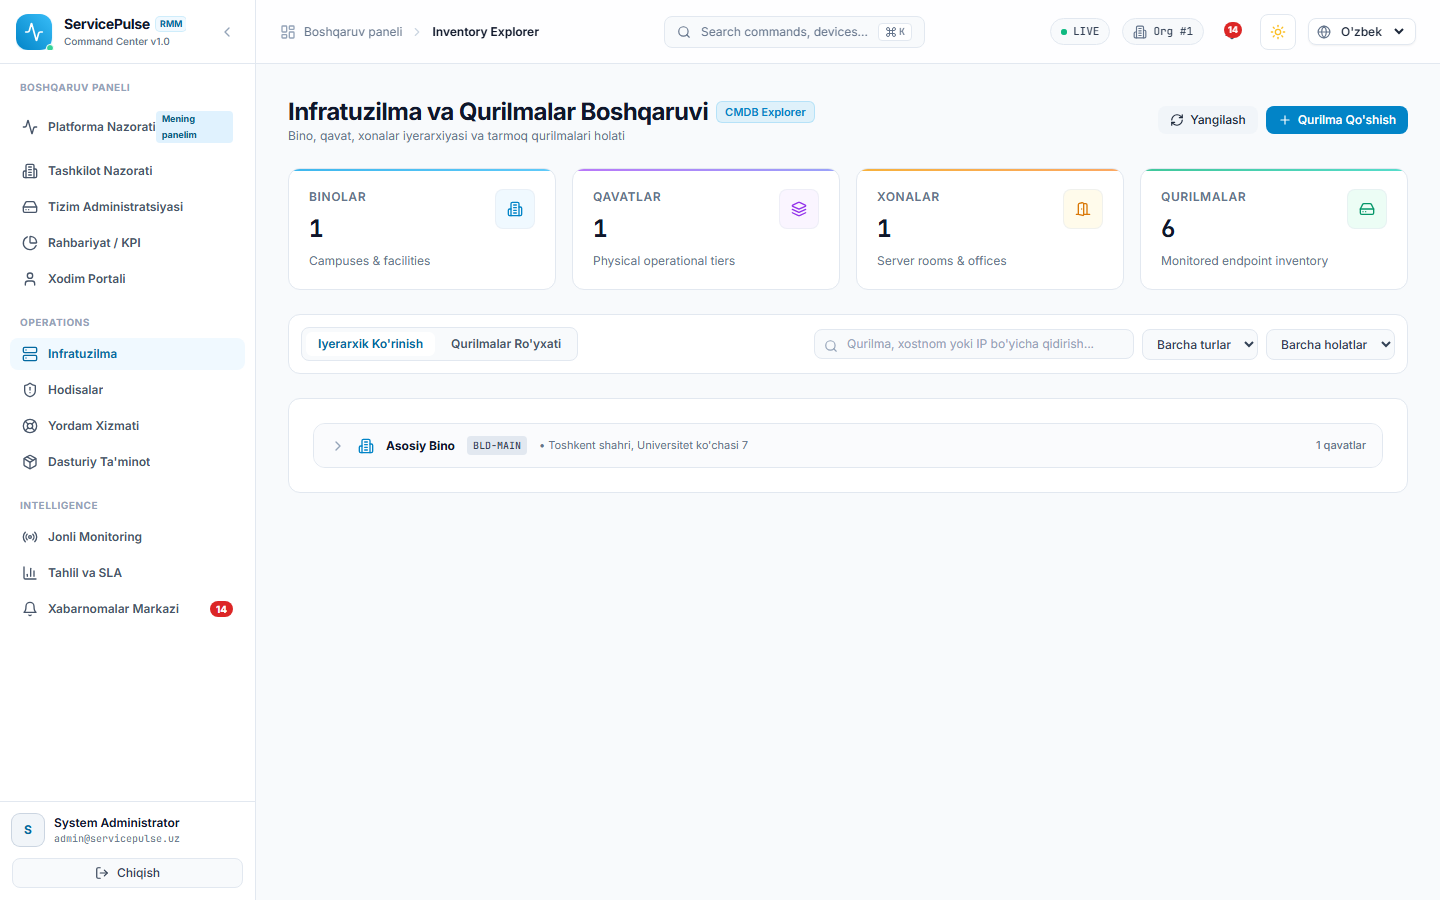 ServicePulse RMM
Command Center v1.0
Boshqaruv paneli
Inventory Explorer
Search commands, devices...
⌘ K
LIVE
Org #1
14
O'zbek
BOSHQARUV PANELI
Platforma Nazorati
Mening
panelim
Tashkilot Nazorati
Tizim Administratsiyasi
Rahbariyat / KPI
Xodim Portali
OPERATIONS
Infratuzilma
Hodisalar
Yordam Xizmati
Dasturiy Ta'minot
INTELLIGENCE
Jonli Monitoring
Tahlil va SLA
Xabarnomalar Markazi 14
System Administrator
S
admin@servicepulse.uz
Chiqish
Infratuzilma va Qurilmalar Boshqaruvi CMDB Explorer
Bino, qavat, xonalar iyerarxiyasi va tarmoq qurilmalari holati
Yangilash
Qurilma Qo'shish
BINOLAR
1
Campuses & facilities
QAVATLAR
1
Physical operational tiers
XONALAR
1
Server rooms & offices
QURILMALAR
6
Monitored endpoint inventory
Iyerarxik Ko'rinish
Qurilmalar Ro'yxati
Qurilma, xostnom yoki IP bo'yicha qidirish...
Barcha turlar
Barcha holatlar
Asosiy Bino BLD-MAIN • Toshkent shahri, Universitet ko'chasi 7
1 qavatlar